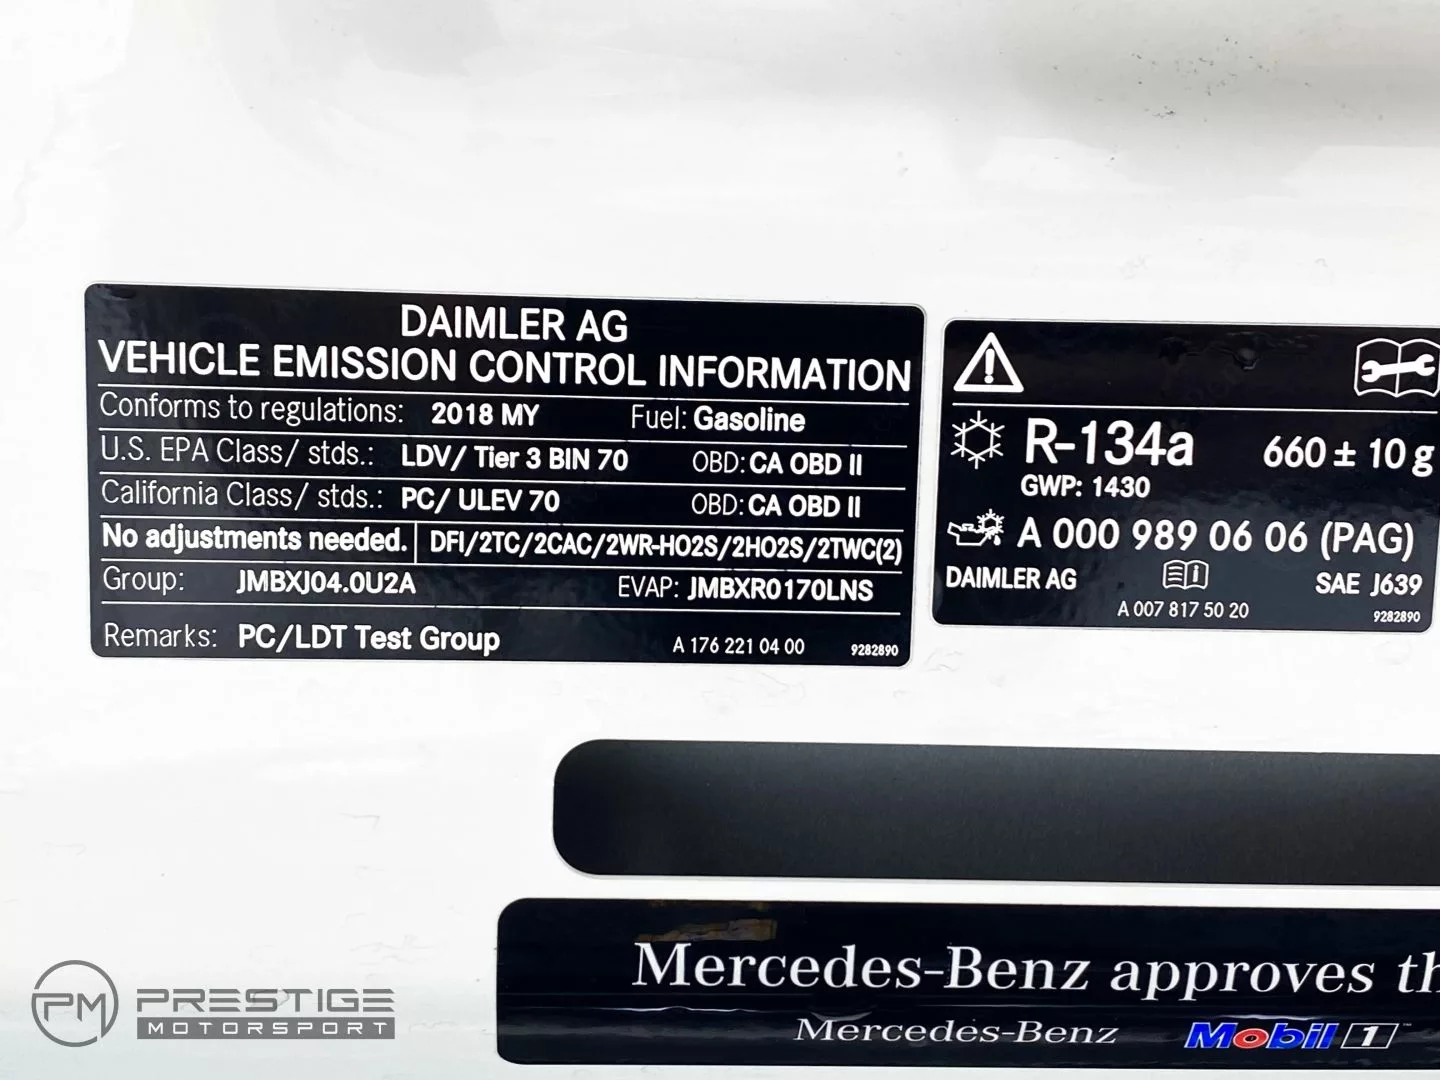 DAIMLER AG
VEHICLE EMISSION CONTROL INFORMATION
Conforms to regulations: 2018 MY Fuel: Gasoline
U.S. EPA Class/ stds.: LDV/ Tier 3 BIN 70 OBD: CA OBD II
California Class/ stds.: PC/ ULEV 70 OBD: CA OBD II
No adjustments needed. DFI/2TC/2CAC/2WR-HO2S/2HO2S/2TWC(2)
Group: JMBXJ04.0U2A EVAP: JMBXR0170LNS
Remarks: PC/LDT Test Group A 176 221 04 00 9282890
R-134a 660 ± 10 g
GWP: 1430
A 000 989 06 06 (PAG)
DAIMLER AG SAE J639
A 007 817 50 20 9282890
Mercedes-Benz approves th
Mercedes-Benz Mobil 1™
PM PRESTIGE
MOTORSPORT